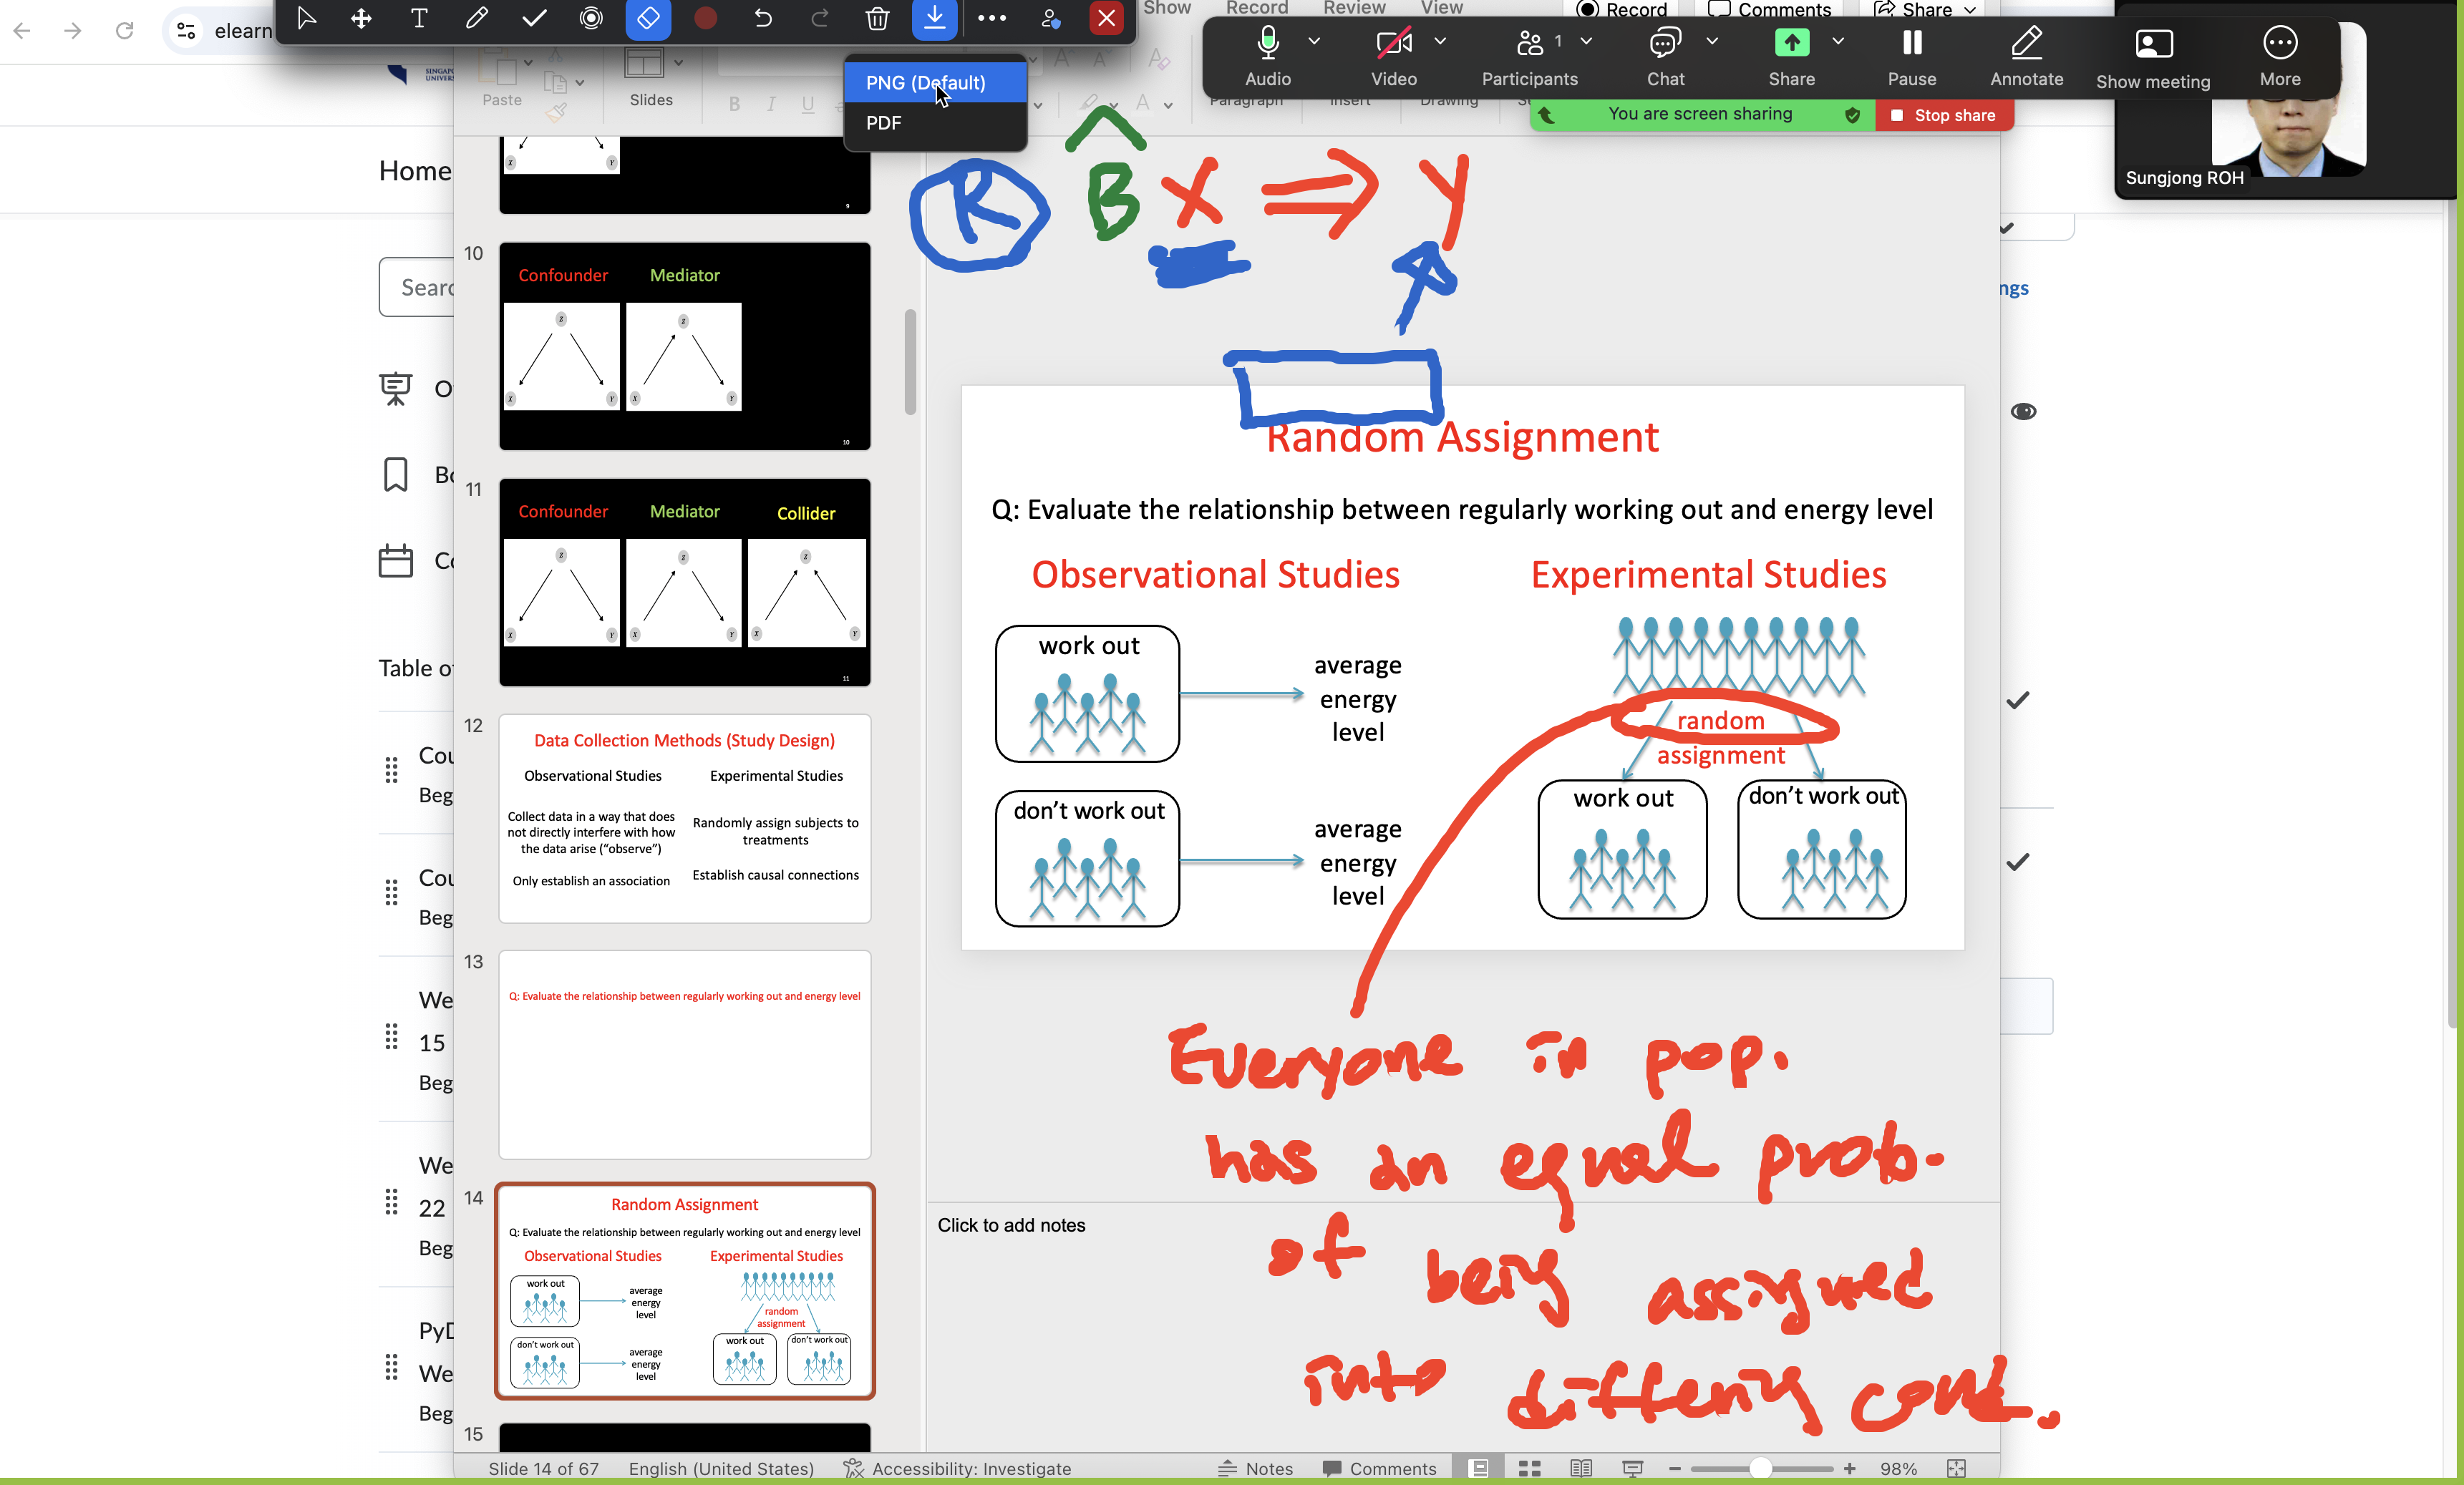 elearn
SINGAP
UNIVERS
Home
Searc
O
Bo
Co
Table o
Cou
Beg
Cou
Beg
We
15
Beg
We
22
Beg
PyD
We
Beg
ngs
T
PNG (Default)
PDF
Show Record Review View
Record Comments Share
Paste
Slides
B I U
A
Paragraph Insert Drawing
Audio Video Participants 1 Chat Share Pause Annotate Show meeting More
You are screen sharing Stop share
Sungjong ROH
X Y
9
10
Confounder Mediator
Z Z
X Y X Y
10
11
Confounder Mediator Collider
Z Z Z
X Y X Y X Y
11
12
Data Collection Methods (Study Design)
Observational Studies Experimental Studies
Collect data in a way that does
not directly interfere with how
the data arise (“observe”)
Only establish an association
Randomly assign subjects to
treatments
Establish causal connections
13
Q: Evaluate the relationship between regularly working out and energy level
14
Random Assignment
Q: Evaluate the relationship between regularly working out and energy level
Observational Studies Experimental Studies
work out
average
energy
level
don’t work out
average
energy
level
random
assignment
work out don’t work out
15
R B X ⇒ Y
Random Assignment
Q: Evaluate the relationship between regularly working out and energy level
Observational Studies Experimental Studies
work out
average
energy
level
don’t work out
average
energy
level
random
assignment
work out don’t work out
Everyone in pop.
has an equal prob.
of being assigned
into differing cond.
Click to add notes
Slide 14 of 67 English (United States) Accessibility: Investigate Notes Comments 98%